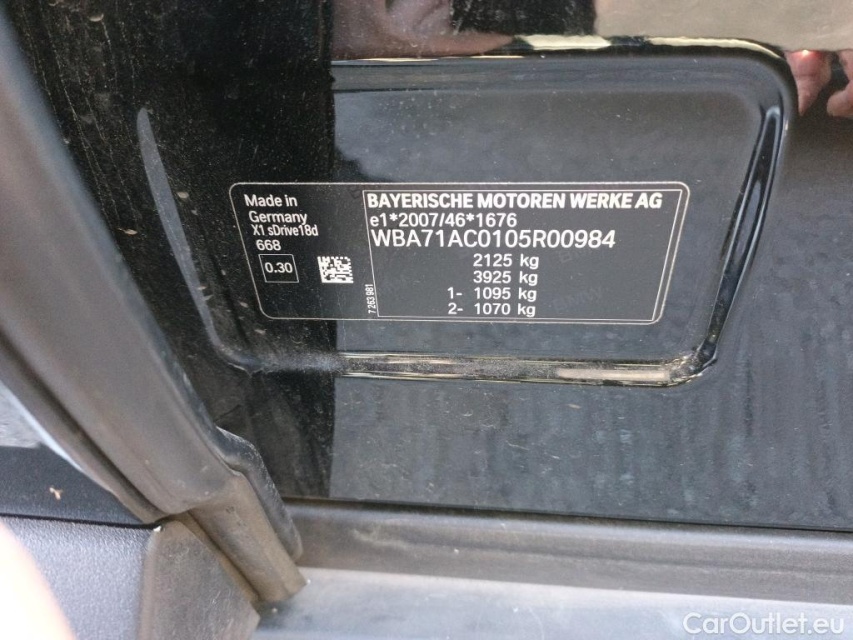 Made in
Germany
X1 sDrive18d
668
0.30
7 263 981
BAYERISCHE MOTOREN WERKE AG
e1*2007/46*1676
WBA71AC0105R00984
2125 kg
3925 kg
1- 1095 kg
2- 1070 kg
CarOutlet.eu